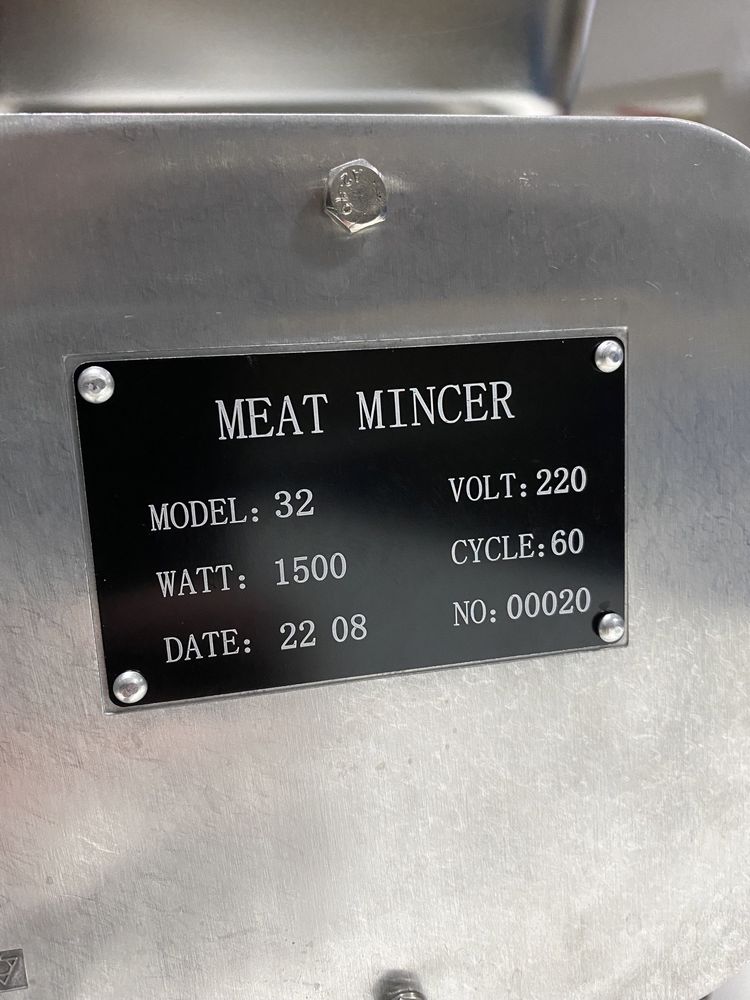 MEAT MINCER
MODEL: 32
VOLT: 220
WATT: 1500
CYCLE: 60
DATE: 22 08
NO: 00020